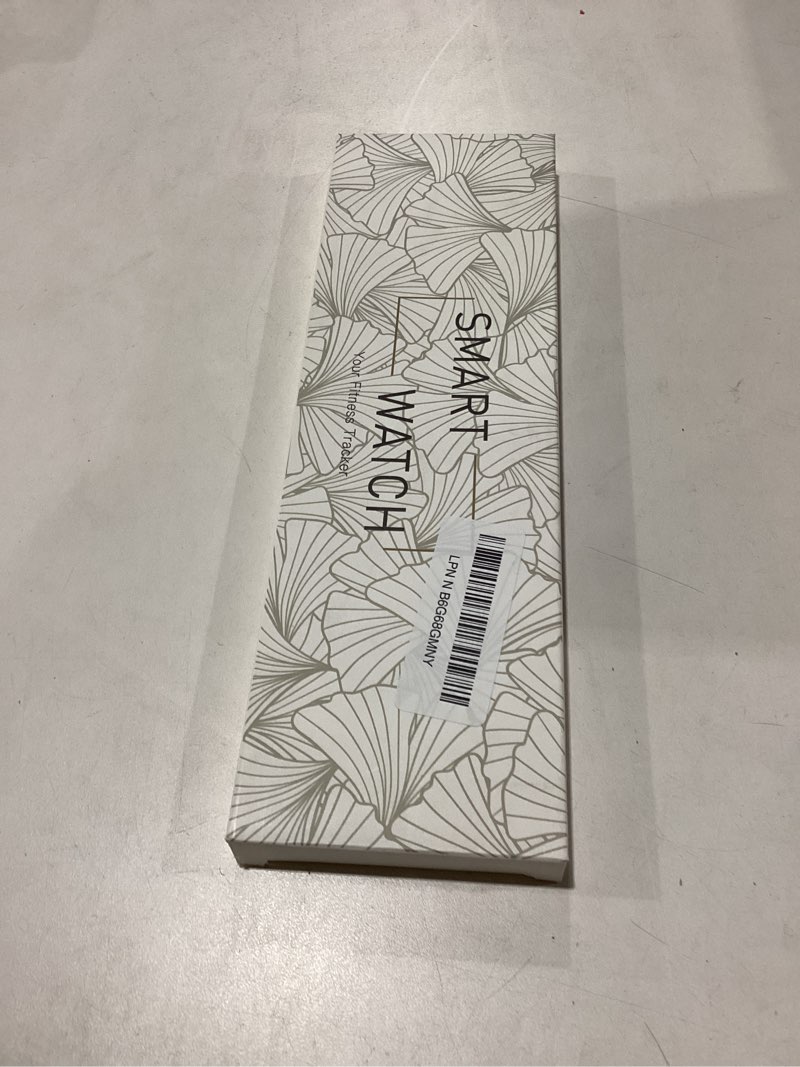 SMART
WATCH
Your Fitness Tracker
LPN N B6G68GMNY